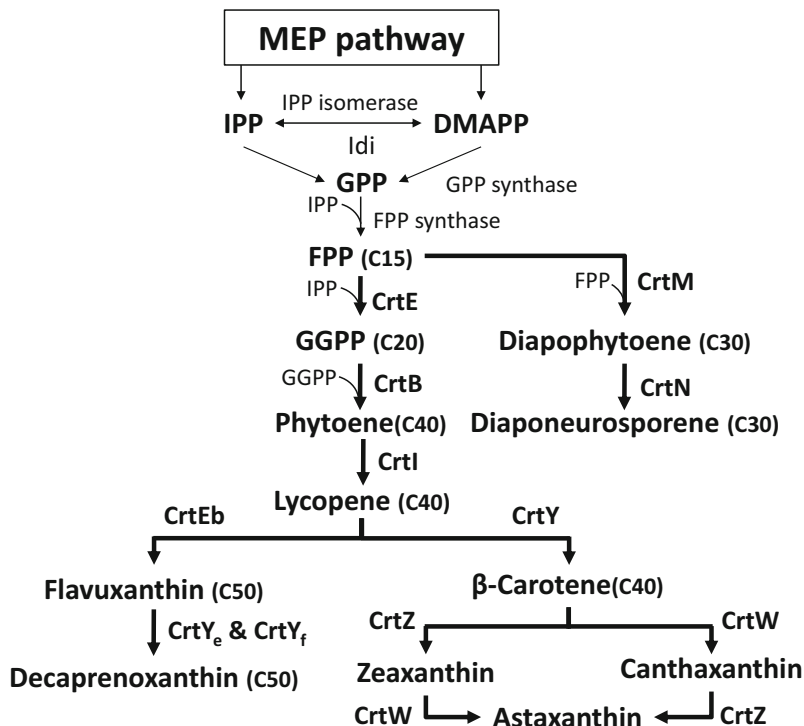 MEP pathway
IPP isomerase
IPP DMAPP
Idi
GPP
GPP synthase
IPP
FPP synthase
FPP (C15)
IPP CrtE
FPP CrtM
GGPP (C20) Diapophytoene (C30)
GGPP CrtB CrtN
Phytoene(C40) Diaponeurosporene (C30)
CrtI
Lycopene (C40)
CrtEb CrtY
Flavuxanthin (C50) β-Carotene(C40)
CrtYe & CrtYf CrtZ CrtW
Decaprenoxanthin (C50) Zeaxanthin Canthaxanthin
CrtW Astaxanthin CrtZ